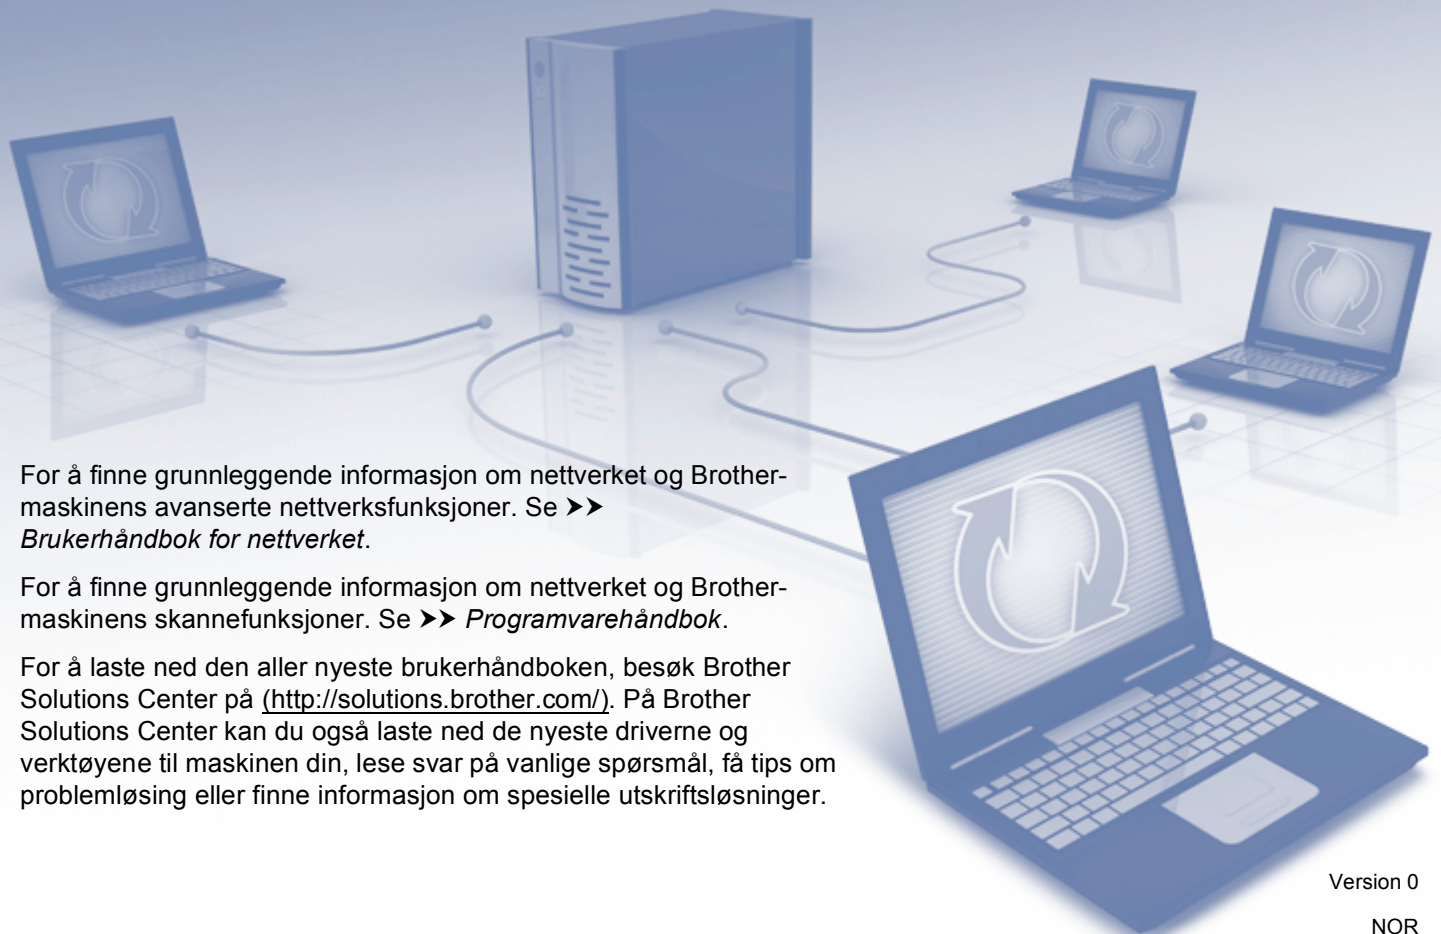 For å finne grunnleggende informasjon om nettverket og Brother-
maskinens avanserte nettverksfunksjoner. Se ➤➤
Brukerhåndbok for nettverket.
For å finne grunnleggende informasjon om nettverket og Brother-
maskinens skannefunksjoner. Se ➤➤ Programvarehåndbok.
For å laste ned den aller nyeste brukerhåndboken, besøk Brother
Solutions Center på (http://solutions.brother.com/). På Brother
Solutions Center kan du også laste ned de nyeste driverne og
verktøyene til maskinen din, lese svar på vanlige spørsmål, få tips om
problemløsing eller finne informasjon om spesielle utskriftsløsninger.
Version 0
NOR